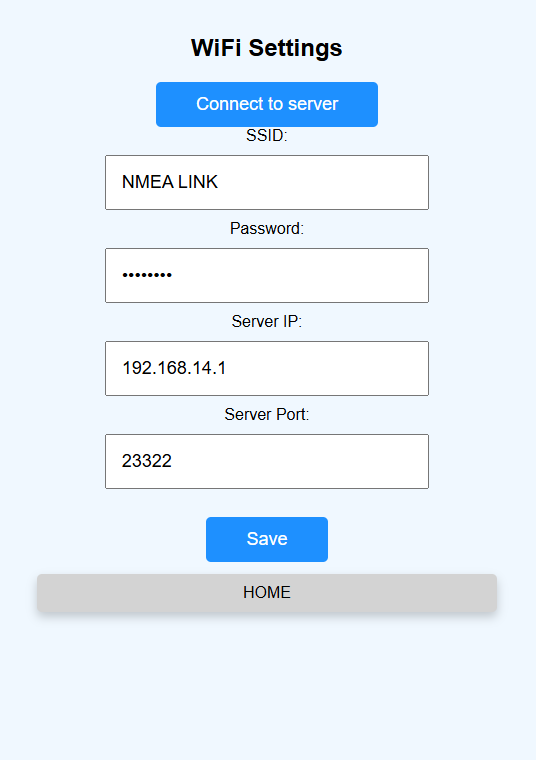 WiFi Settings
Connect to server
SSID:
NMEA LINK
Password:
••••••••
Server IP:
192.168.14.1
Server Port:
23322
Save
HOME